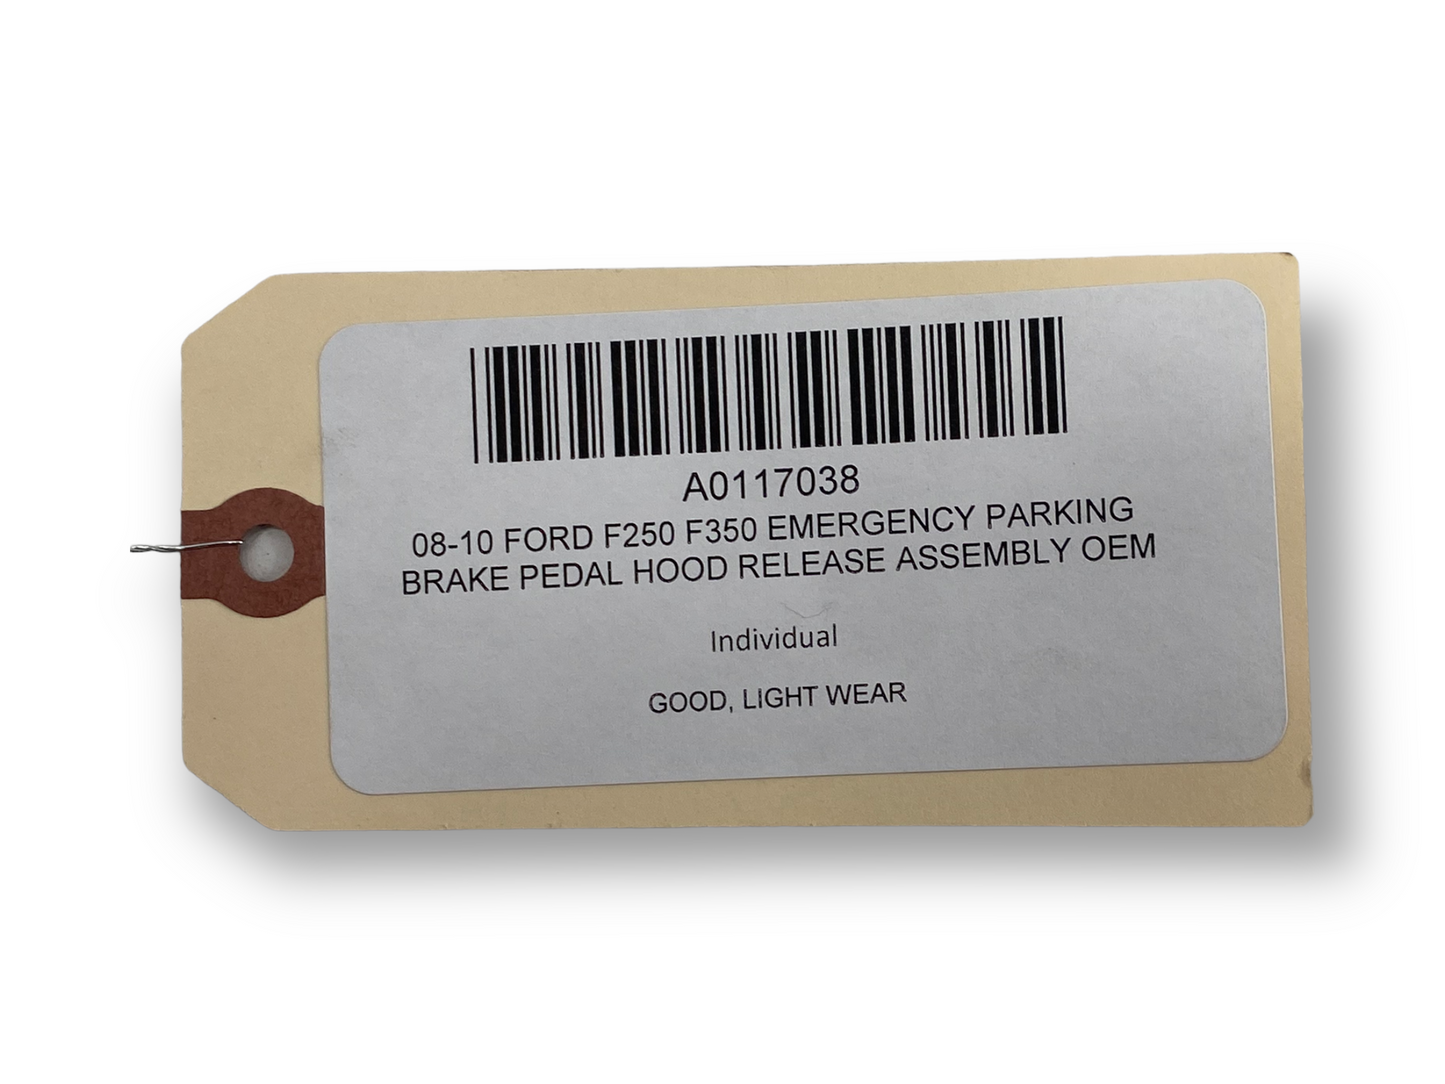 A0117038
08-10 FORD F250 F350 EMERGENCY PARKING
BRAKE PEDAL HOOD RELEASE ASSEMBLY OEM
Individual
GOOD, LIGHT WEAR